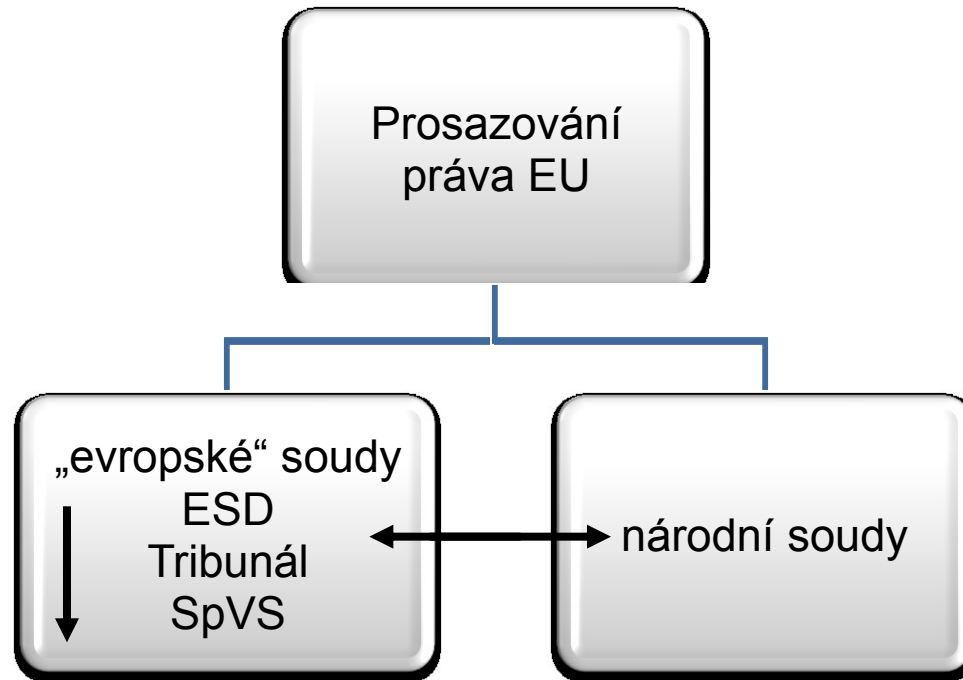 Prosazování
práva EU
„evropské“ soudy
ESD
Tribunál
SpVS
národní soudy